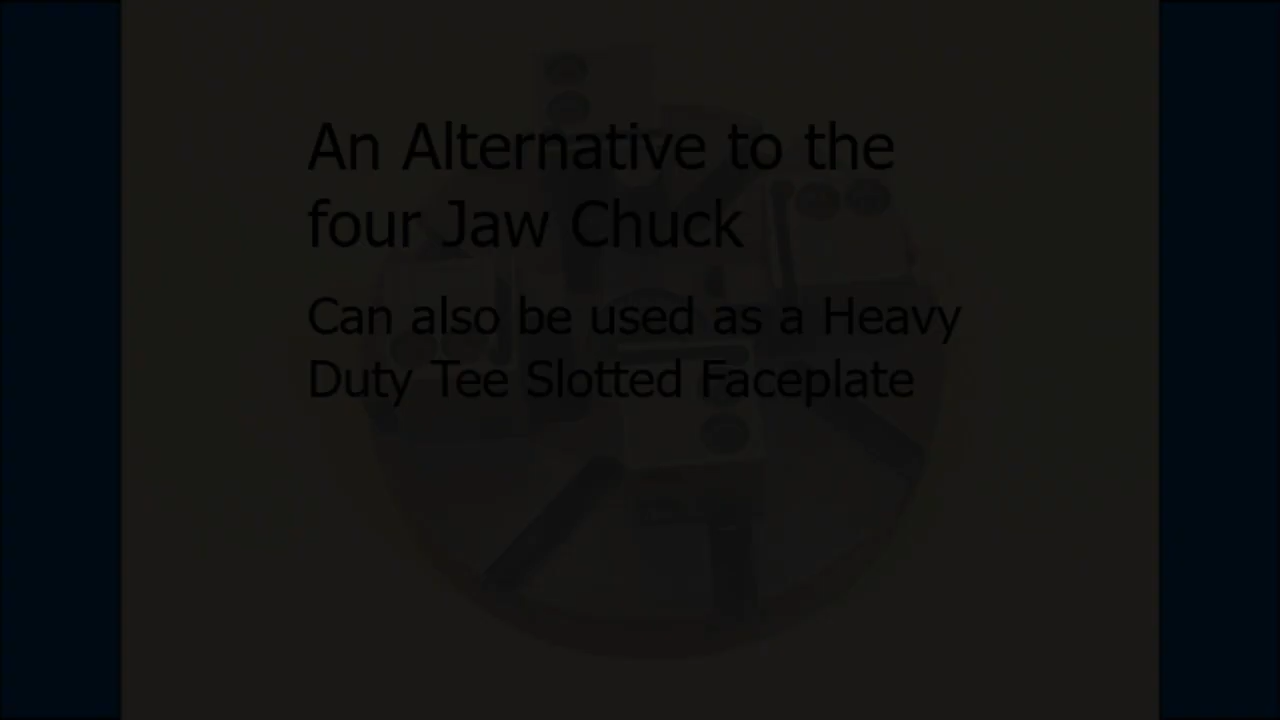 An Alternative to the
four Jaw Chuck
Can also be used as a Heavy
Duty Tee Slotted Faceplate